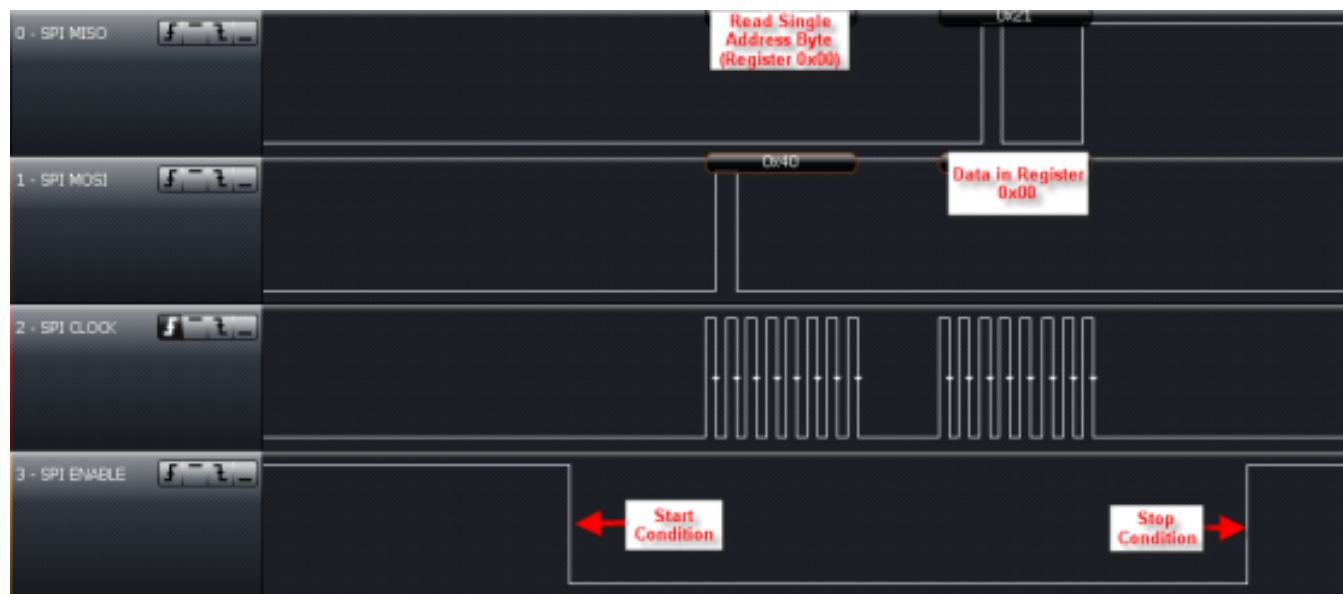 0 - SPI MISO
Read Single
Address Byte
(Register 0x00)
0x21
1 - SPI MOSI
0x40
Data in Register
0x00
2 - SPI CLOCK
3 - SPI ENABLE
Start
Condition
Stop
Condition